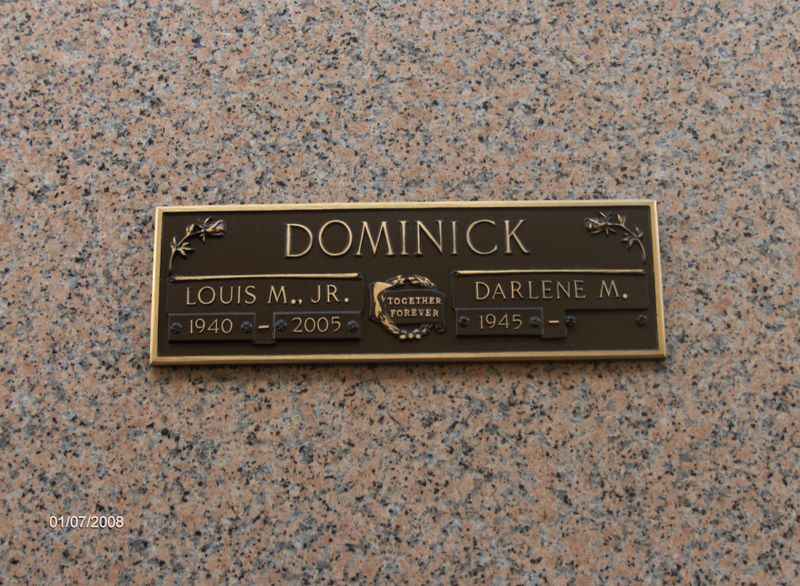 DOMINICK
LOUIS M., JR.
1940 – 2005
TOGETHER
FOREVER
DARLENE M.
1945 –
01/07/2008